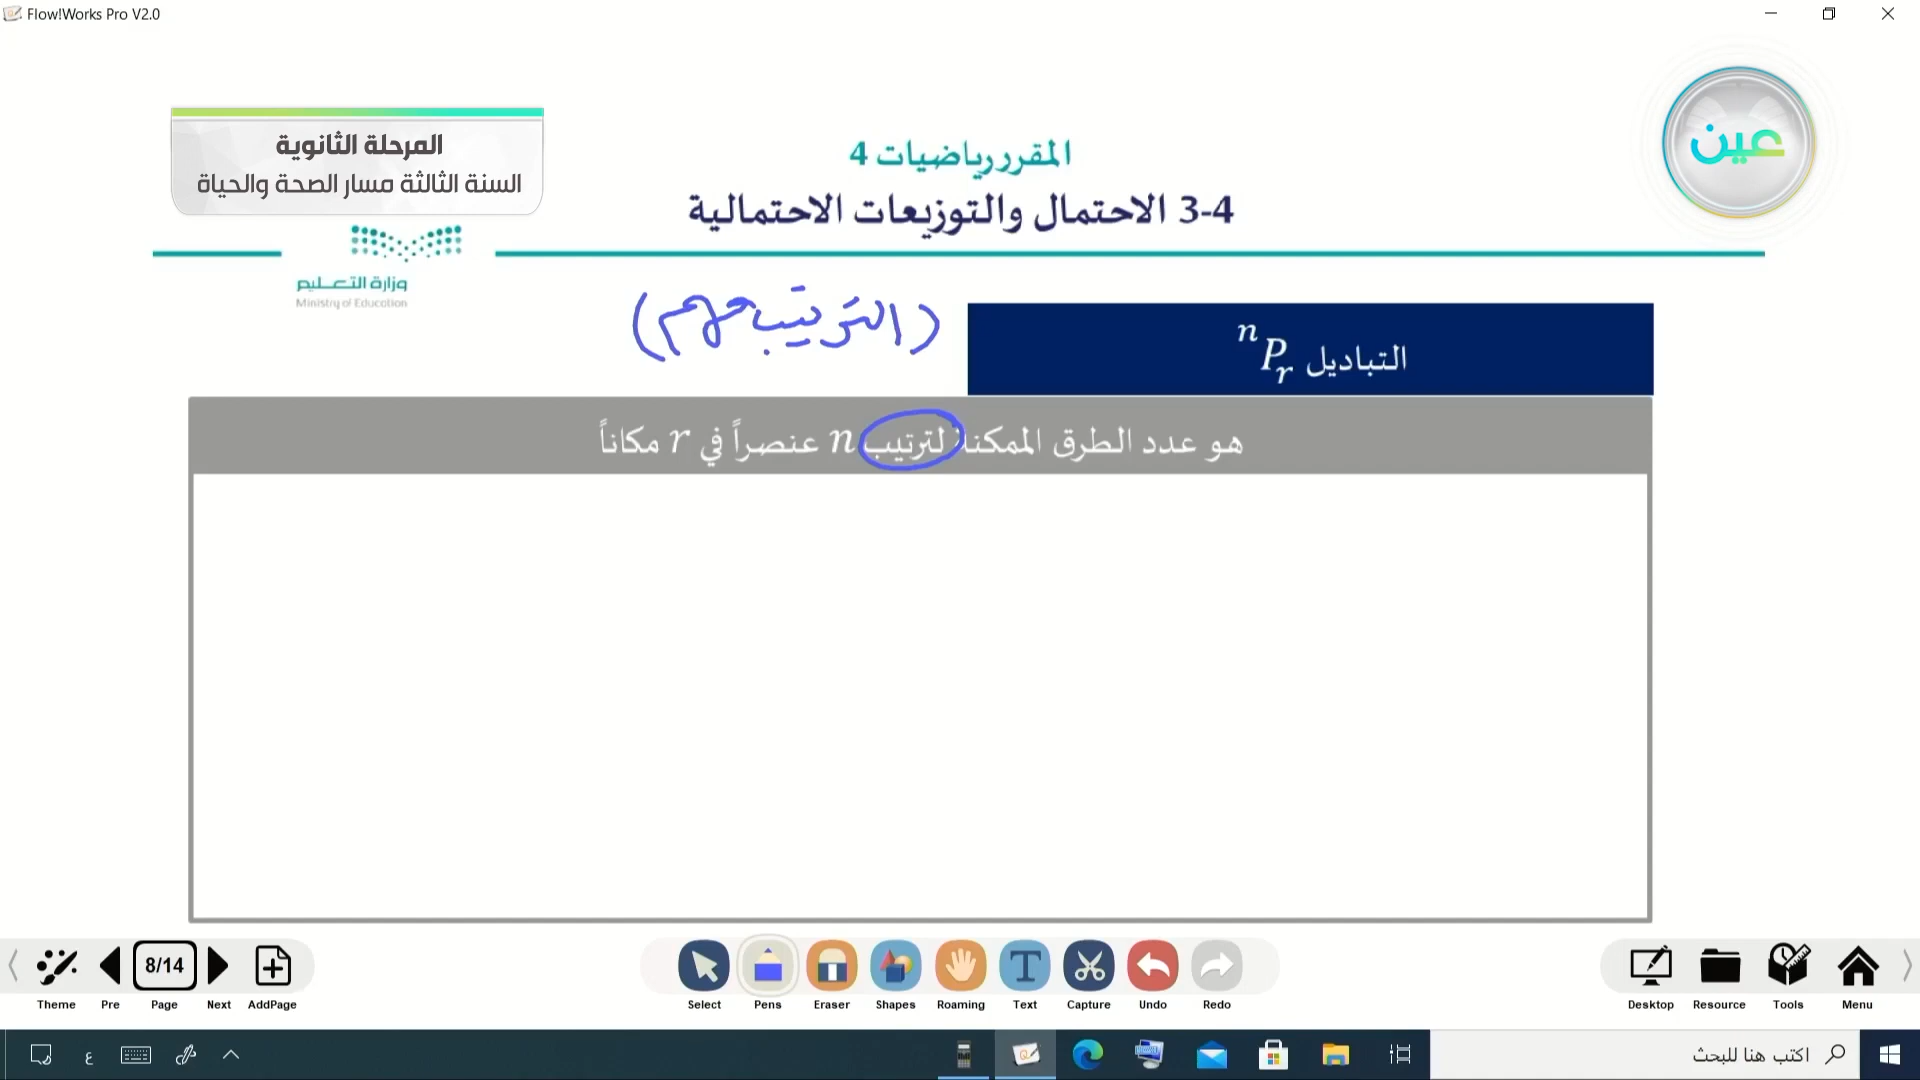 Flow!Works Pro V2.0
عين
المرحلة الثانوية
السنة الثالثة مسار الصحة والحياة
المقرر رياضيات 4
3-4 الاحتمال والتوزيعات الاحتمالية
وزارة التعليم
Ministry of Education
(الترتيب مهم)
التباديل nPr
هو عدد الطرق الممكنة لترتيب n عنصراً في r مكاناً
8/14
Theme Pre Page Next AddPage
Select Pens Eraser Shapes Roaming Text Capture Undo Redo
Desktop Resource Tools Menu
ع
اكتب هنا للبحث